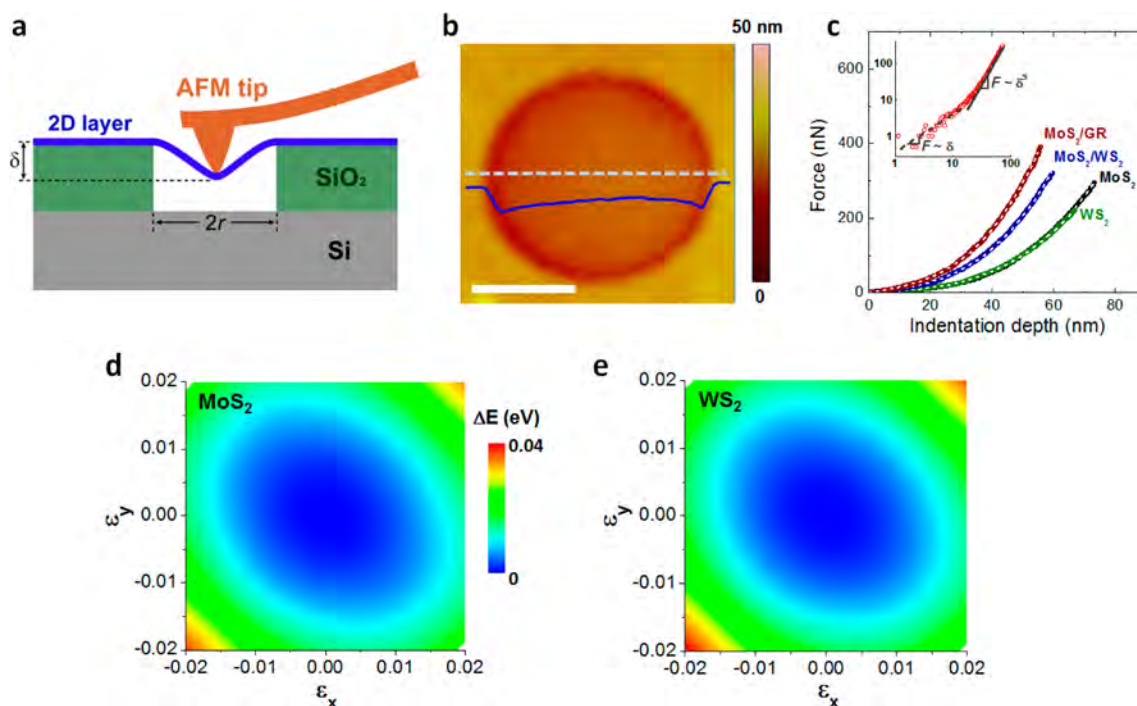 a
AFM tip
2D layer
δ
SiO₂
2r
Si
b
50 nm
0
c
Force (nN)
600
400
200
0
0 20 40 60 80
Indentation depth (nm)
100
10
1
1 10 100
F ~ δ³
F ~ δ
MoS₂/GR
MoS₂/WS₂
MoS₂
WS₂
d
MoS₂
εy
0.02
0.01
0.00
-0.01
-0.02
-0.02 -0.01 0.00 0.01 0.02
εx
ΔE (eV)
0.04
0
e
WS₂
εy
0.02
0.01
0.00
-0.01
-0.02
-0.02 -0.01 0.00 0.01 0.02
εx